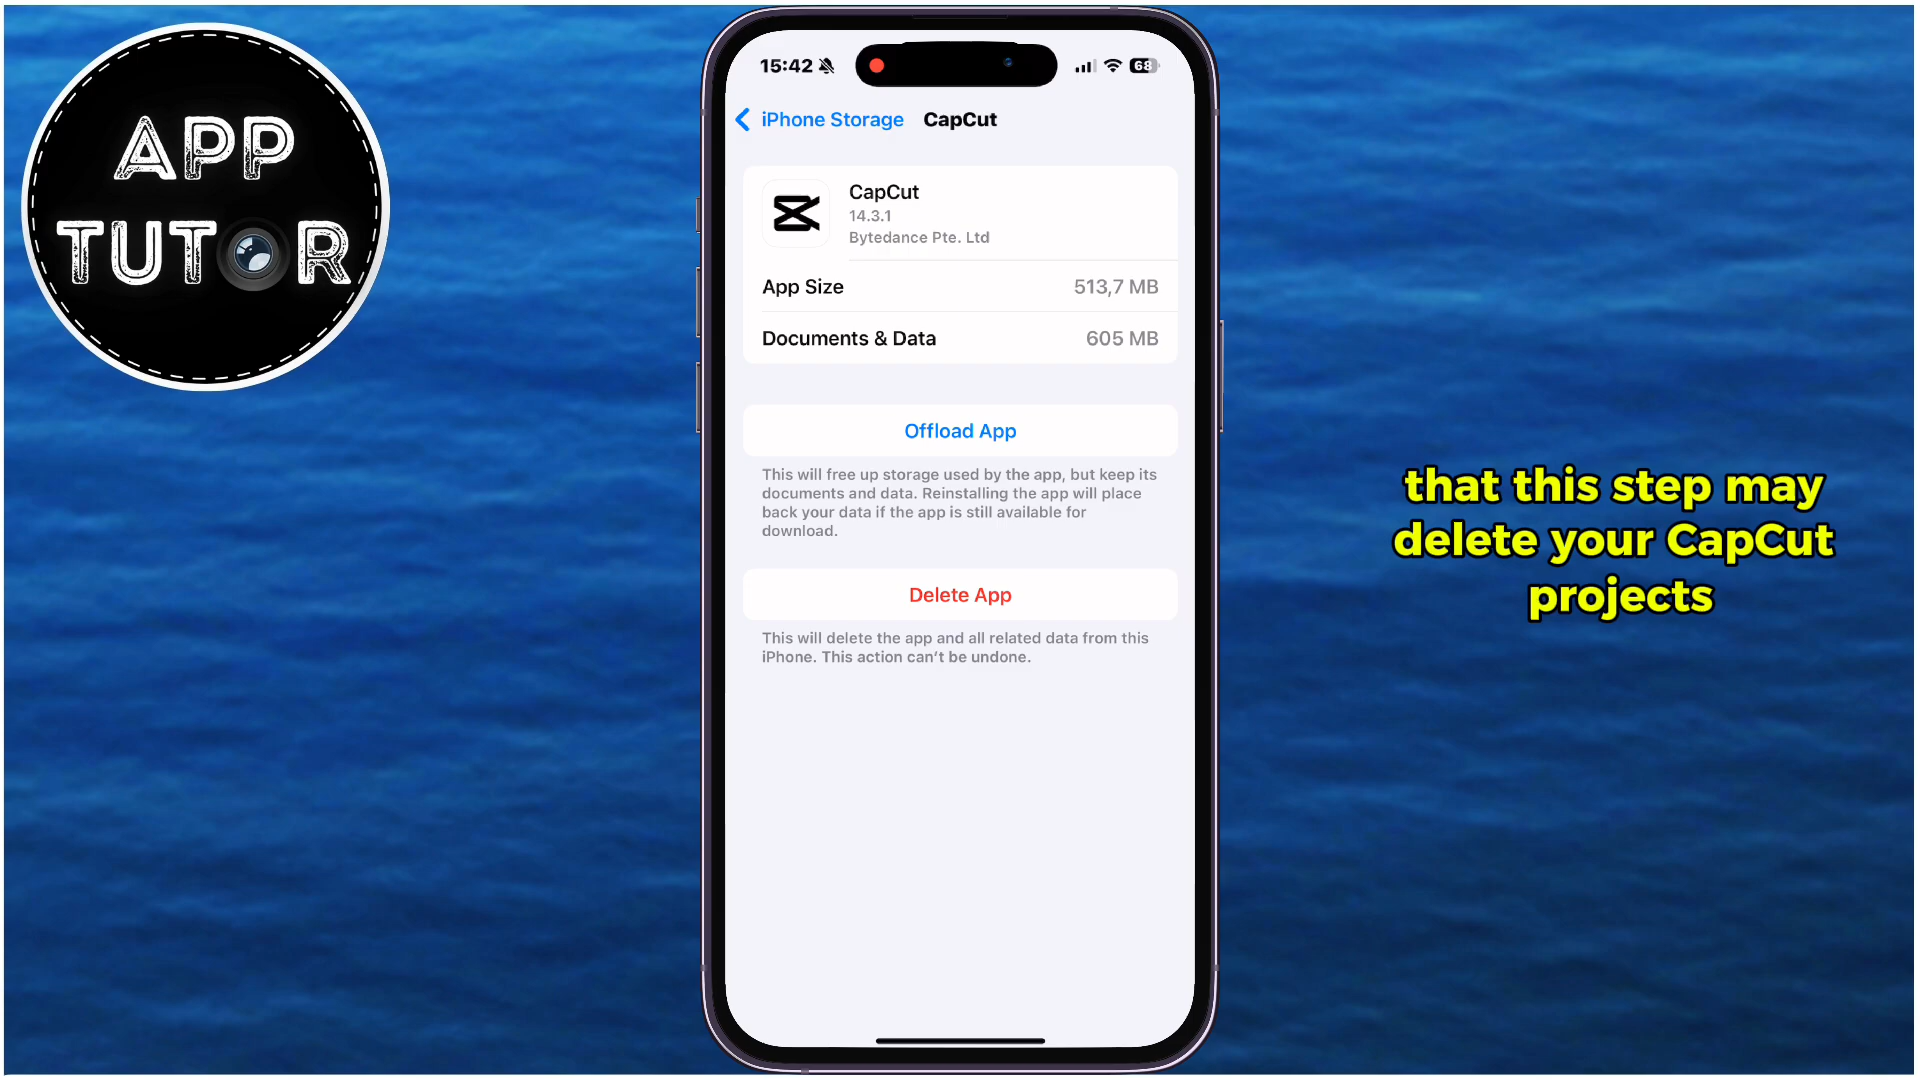 APP
TUTOR
15:42
68
iPhone Storage CapCut
CapCut
14.3.1
Bytedance Pte. Ltd
App Size 513,7 MB
Documents & Data 605 MB
Offload App
This will free up storage used by the app, but keep its
documents and data. Reinstalling the app will place
back your data if the app is still available for
download.
Delete App
This will delete the app and all related data from this
iPhone. This action can't be undone.
that this step may
delete your CapCut
projects